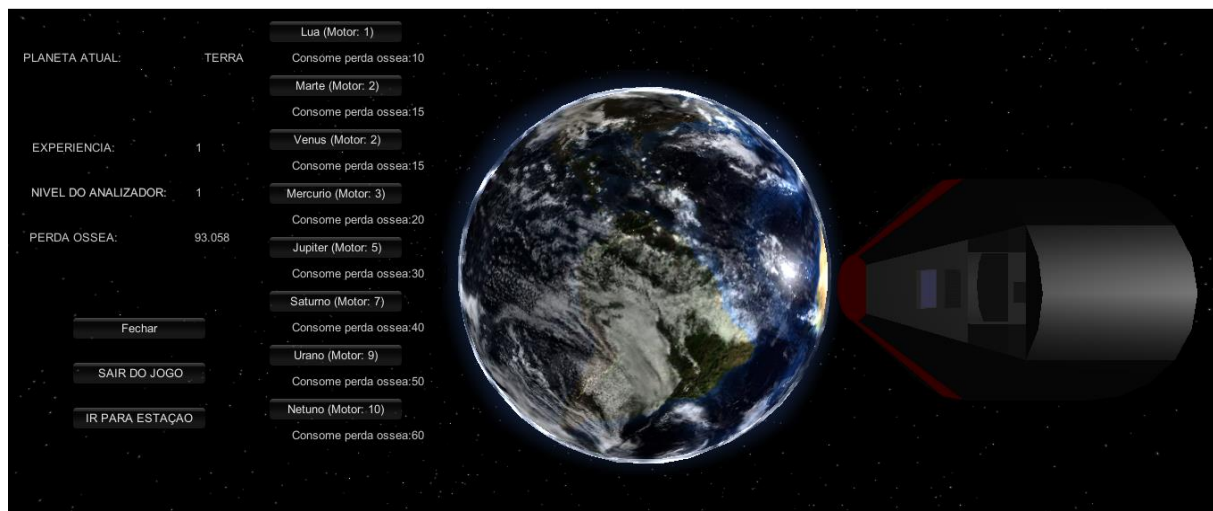 PLANETA ATUAL: TERRA
EXPERIENCIA: 1
NIVEL DO ANALIZADOR: 1
PERDA OSSEA: 93.058
Fechar
SAIR DO JOGO
IR PARA ESTAÇAO
Lua (Motor: 1)
Consome perda ossea:10
Marte (Motor: 2)
Consome perda ossea:15
Venus (Motor: 2)
Consome perda ossea:15
Mercurio (Motor: 3)
Consome perda ossea:20
Jupiter (Motor: 5)
Consome perda ossea:30
Saturno (Motor: 7)
Consome perda ossea:40
Urano (Motor: 9)
Consome perda ossea:50
Netuno (Motor: 10)
Consome perda ossea:60